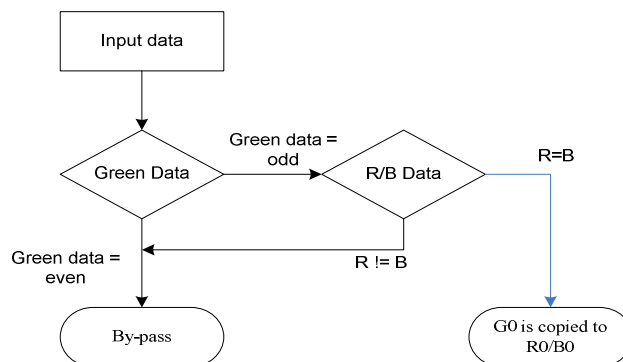 Input data
Green data =
odd
Green Data
R/B Data
R=B
Green data =
even
R != B
By-pass
G0 is copied to
R0/B0